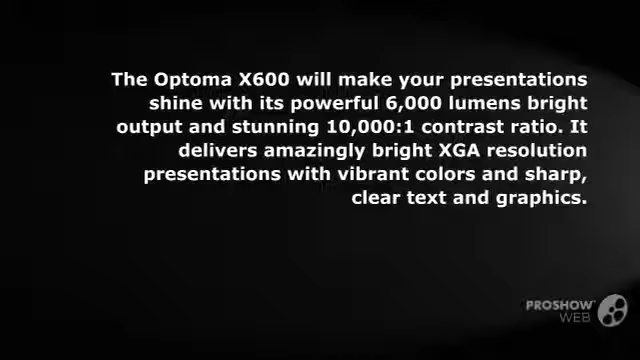 The Optoma X600 will make your presentations
shine with its powerful 6,000 lumens bright
output and stunning 10,000:1 contrast ratio. It
delivers amazingly bright XGA resolution
presentations with vibrant colors and sharp,
clear text and graphics.
PROSHOW
WEB